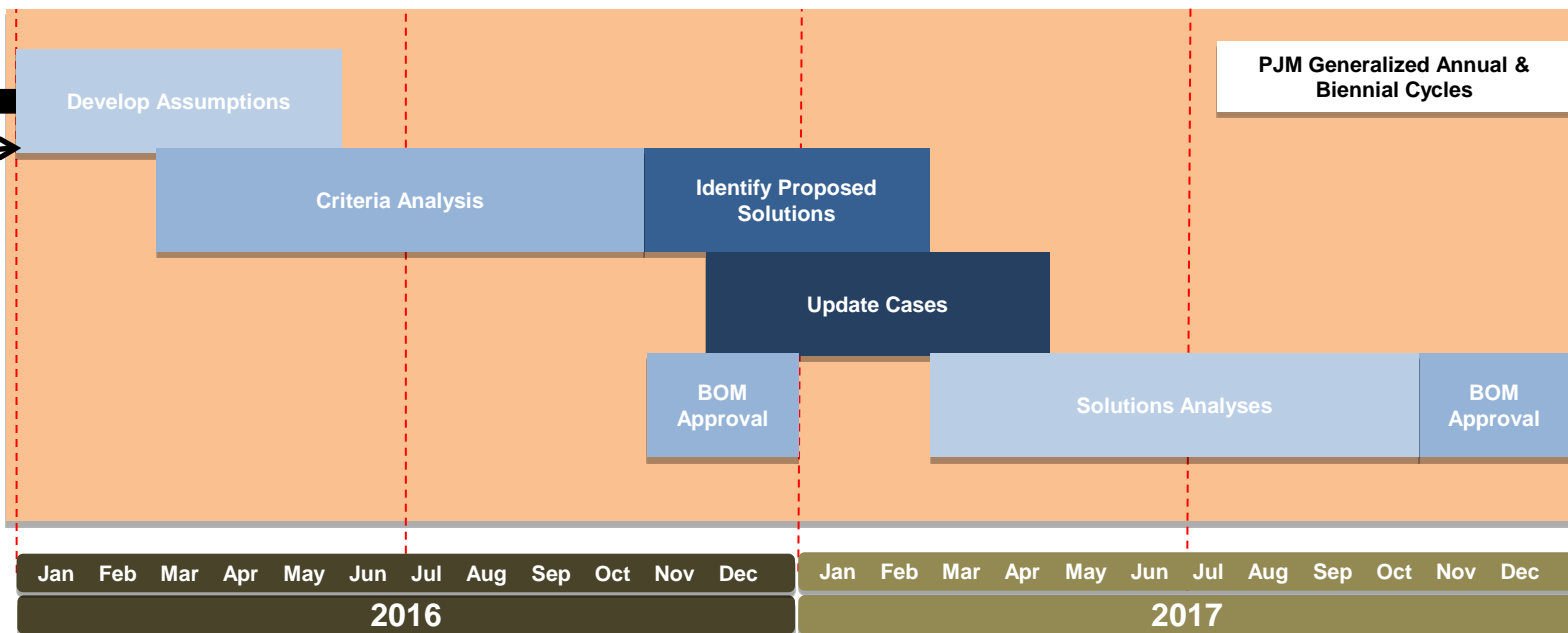 PJM Generalized Annual &
Biennial Cycles
Develop Assumptions
Criteria Analysis
Identify Proposed
Solutions
Update Cases
BOM
Approval
Solutions Analyses
BOM
Approval
Jan Feb Mar Apr May Jun Jul Aug Sep Oct Nov Dec Jan Feb Mar Apr May Jun Jul Aug Sep Oct Nov Dec
2016 2017